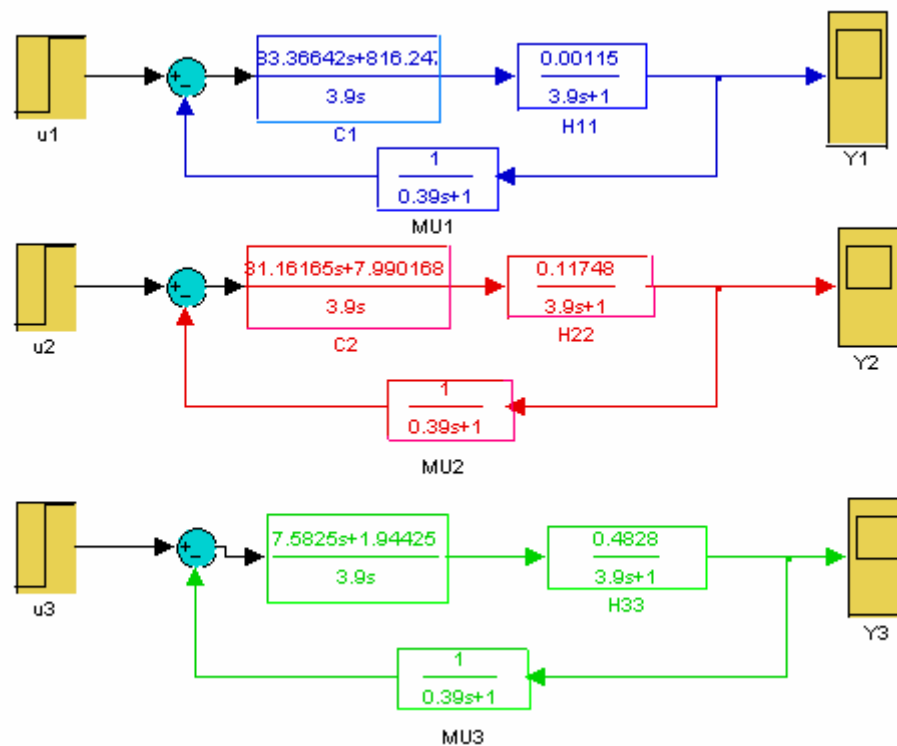 u1
+
−
83.36642s+816.247
3.9s
C1
0.00115
3.9s+1
H11
Y1
1
0.39s+1
MU1
u2
+
−
31.16165s+7.990168
3.9s
C2
0.11748
3.9s+1
H22
Y2
1
0.39s+1
MU2
u3
+
−
7.5825s+1.94425
3.9s
0.4828
3.9s+1
H33
Y3
1
0.39s+1
MU3